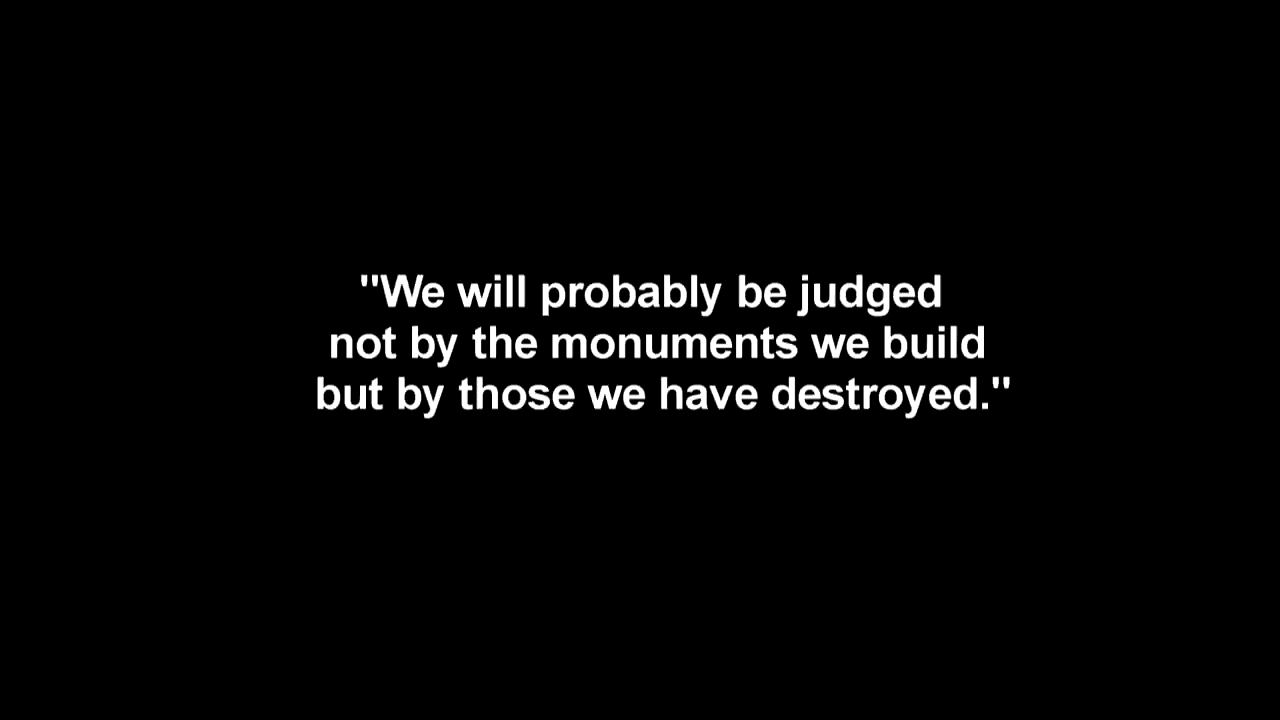 "We will probably be judged
not by the monuments we build
but by those we have destroyed."